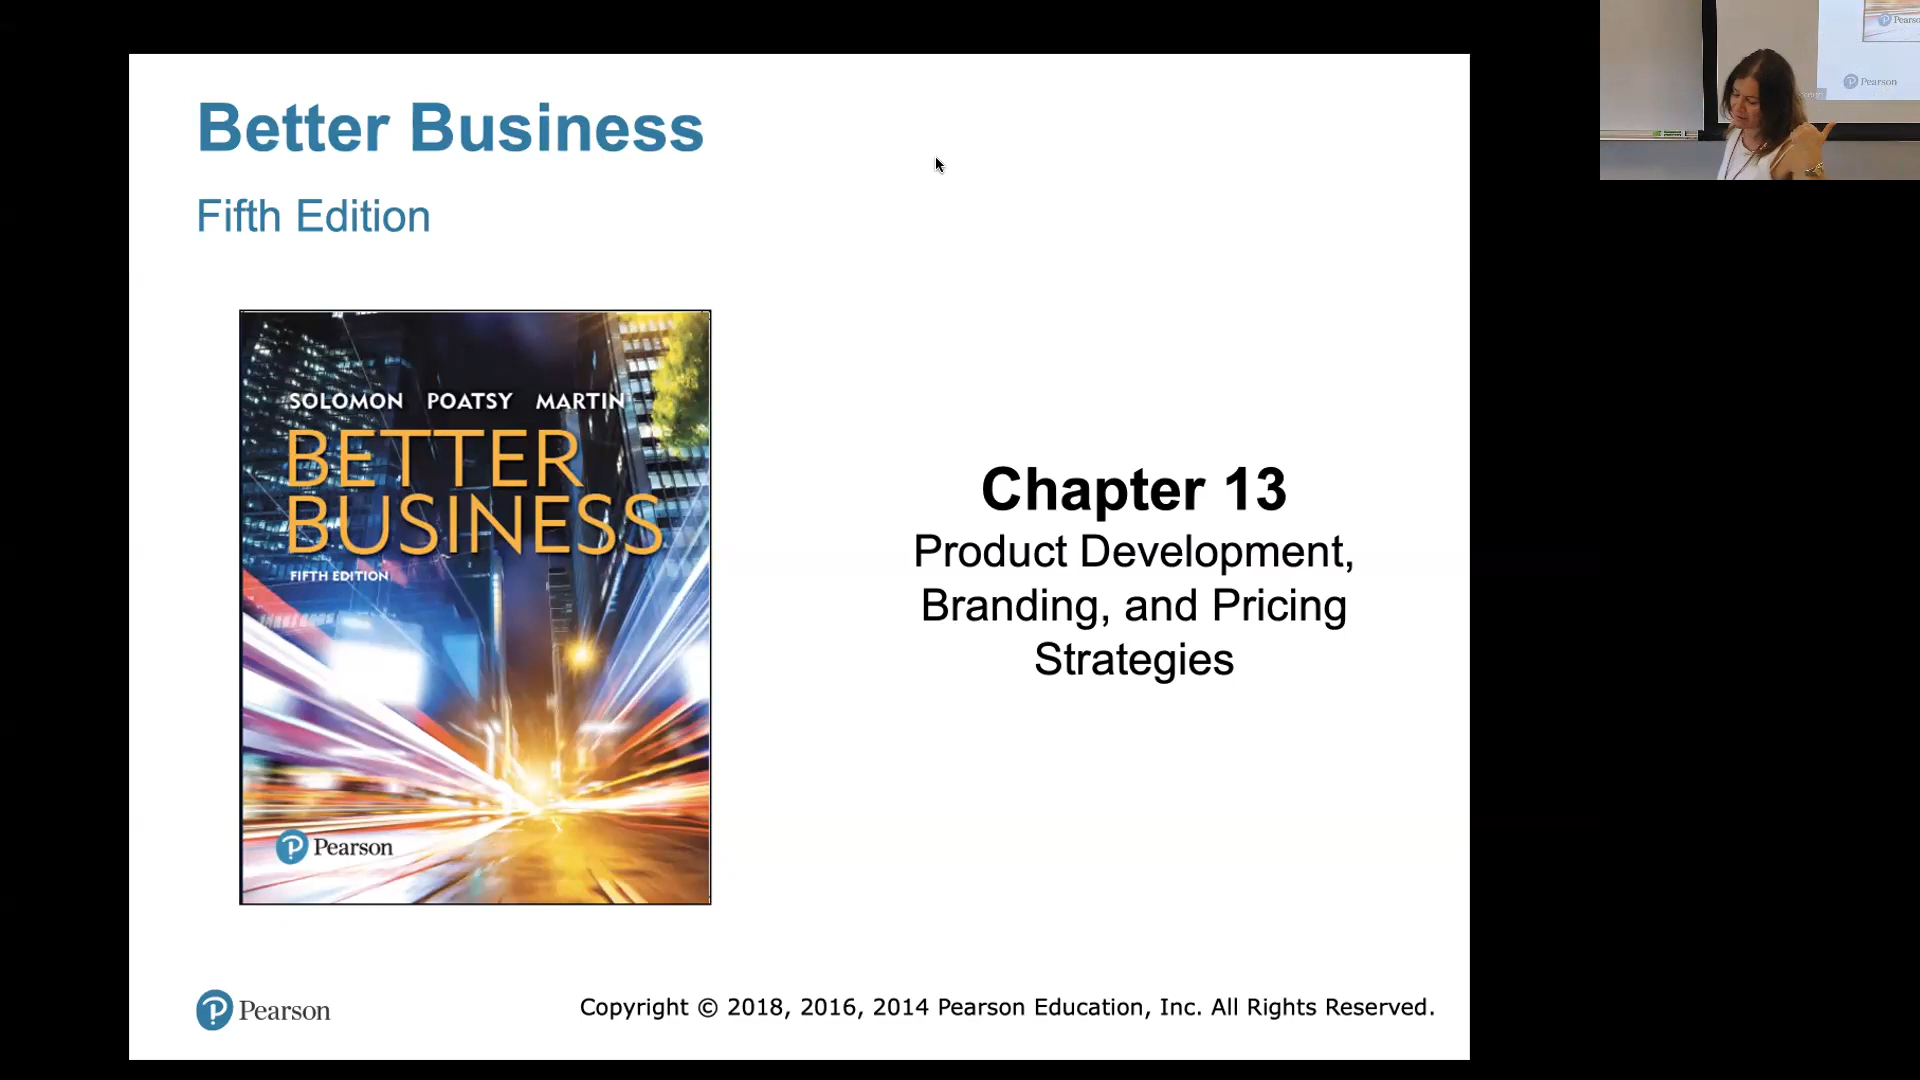 Better Business
Fifth Edition
SOLOMON POATSY MARTIN
BETTER
BUSINESS
FIFTH EDITION
Pearson
Chapter 13
Product Development,
Branding, and Pricing
Strategies
Pearson
Copyright © 2018, 2016, 2014 Pearson Education, Inc. All Rights Reserved.
Pearson